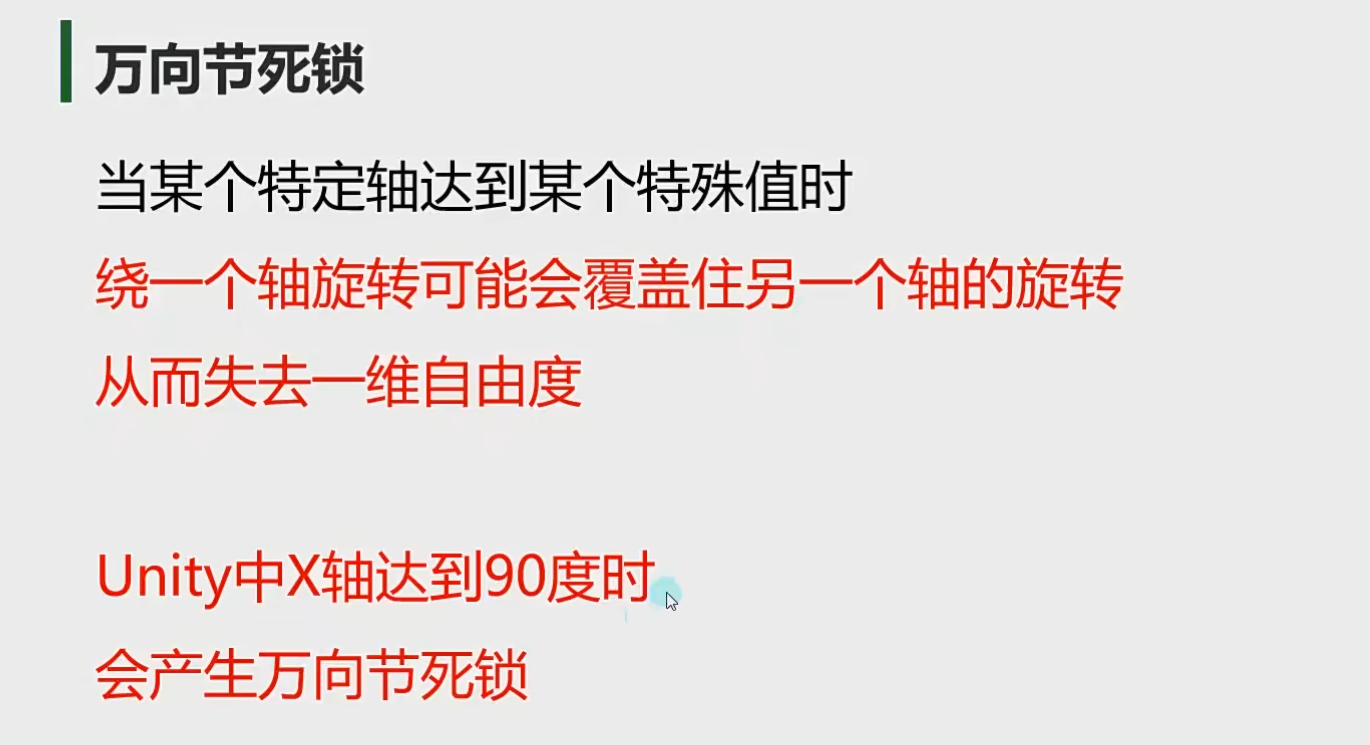 万向节死锁
当某个特定轴达到某个特殊值时
绕一个轴旋转可能会覆盖住另一个轴的旋转
从而失去一维自由度
Unity中X轴达到90度时
会产生万向节死锁